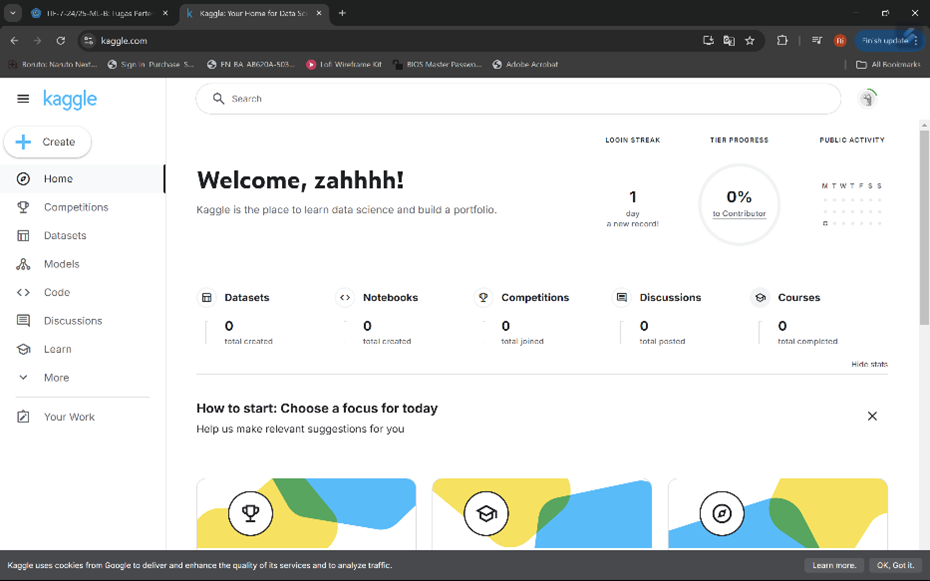 TIF-7-24/25-ML-B: Tugas Perte
Kaggle: Your Home for Data Sci
kaggle.com
Finish update
Boruto: Naruto Next...
Sign in Purchase S...
EN_BA_A8620A-503...
Lofi Wireframe Kit
BIOS Master Passwo...
Adobe Acrobat
All Bookmarks
kaggle
Search
Create
Home
Competitions
Datasets
Models
Code
Discussions
Learn
More
Your Work
Welcome, zahhhh!
Kaggle is the place to learn data science and build a portfolio.
LOGIN STREAK
1
day
a new record!
TIER PROGRESS
0%
to Contributor
PUBLIC ACTIVITY
M T W T F S S
Datasets
0
total created
Notebooks
0
total created
Competitions
0
total joined
Discussions
0
total posted
Courses
0
total completed
Hide stats
How to start: Choose a focus for today
Help us make relevant suggestions for you
Kaggle uses cookies from Google to deliver and enhance the quality of its services and to analyze traffic.
Learn more.
OK, Got it.